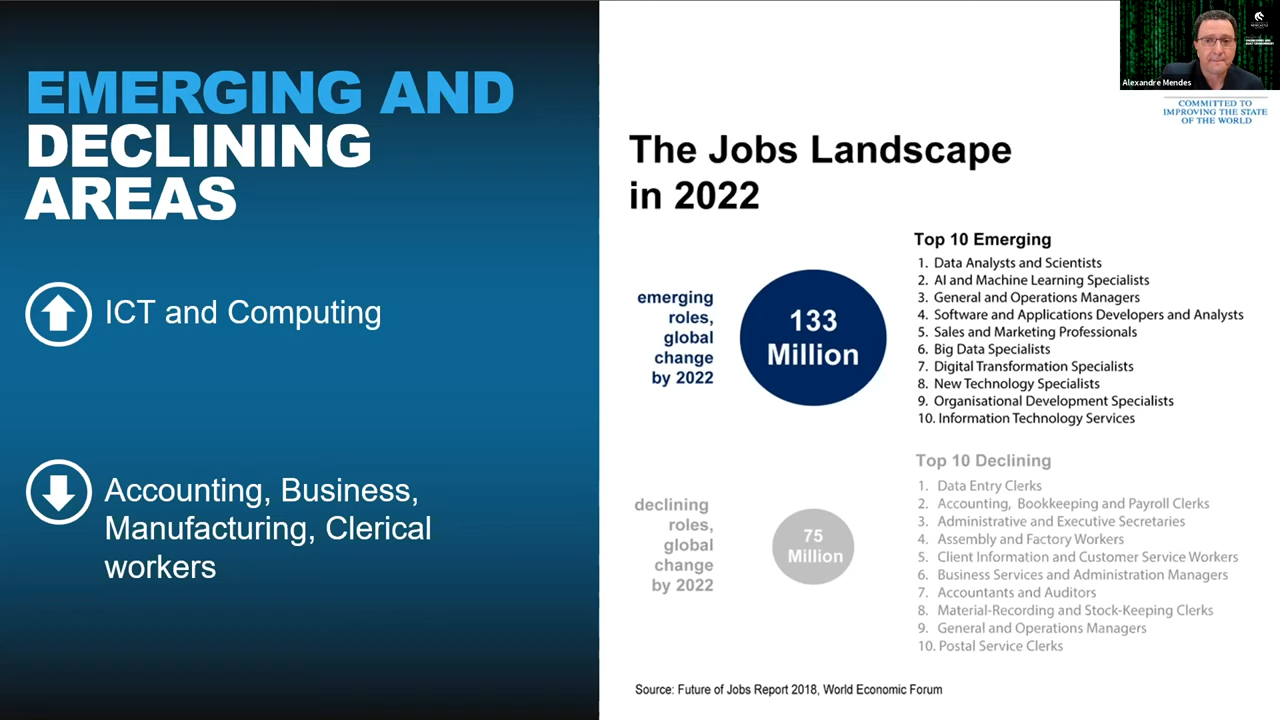 EMERGING AND
DECLINING
AREAS
ICT and Computing
Accounting, Business,
Manufacturing, Clerical
workers
Alexandre Mendes
COMMITTED TO
IMPROVING THE STATE
OF THE WORLD
The Jobs Landscape
in 2022
emerging
roles,
global
change
by 2022
133
Million
Top 10 Emerging
1. Data Analysts and Scientists
2. AI and Machine Learning Specialists
3. General and Operations Managers
4. Software and Applications Developers and Analysts
5. Sales and Marketing Professionals
6. Big Data Specialists
7. Digital Transformation Specialists
8. New Technology Specialists
9. Organisational Development Specialists
10. Information Technology Services
declining
roles,
global
change
by 2022
75
Million
Top 10 Declining
1. Data Entry Clerks
2. Accounting, Bookkeeping and Payroll Clerks
3. Administrative and Executive Secretaries
4. Assembly and Factory Workers
5. Client Information and Customer Service Workers
6. Business Services and Administration Managers
7. Accountants and Auditors
8. Material-Recording and Stock-Keeping Clerks
9. General and Operations Managers
10. Postal Service Clerks
Source: Future of Jobs Report 2018, World Economic Forum